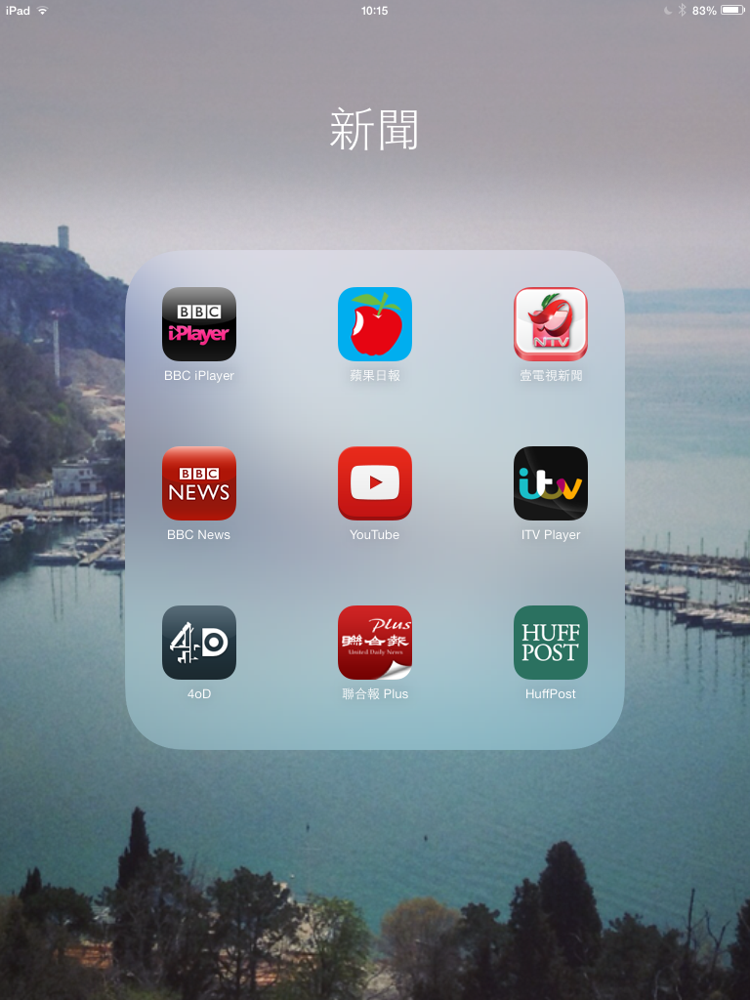 iPad 10:15 83%
新聞
BBC iPlayer NTV
BBC iPlayer 蘋果日報 壹電視新聞
BBC NEWS itv
BBC News YouTube ITV Player
4D Plus 聯合報 United Daily News HUFF POST
4oD 聯合報 Plus HuffPost